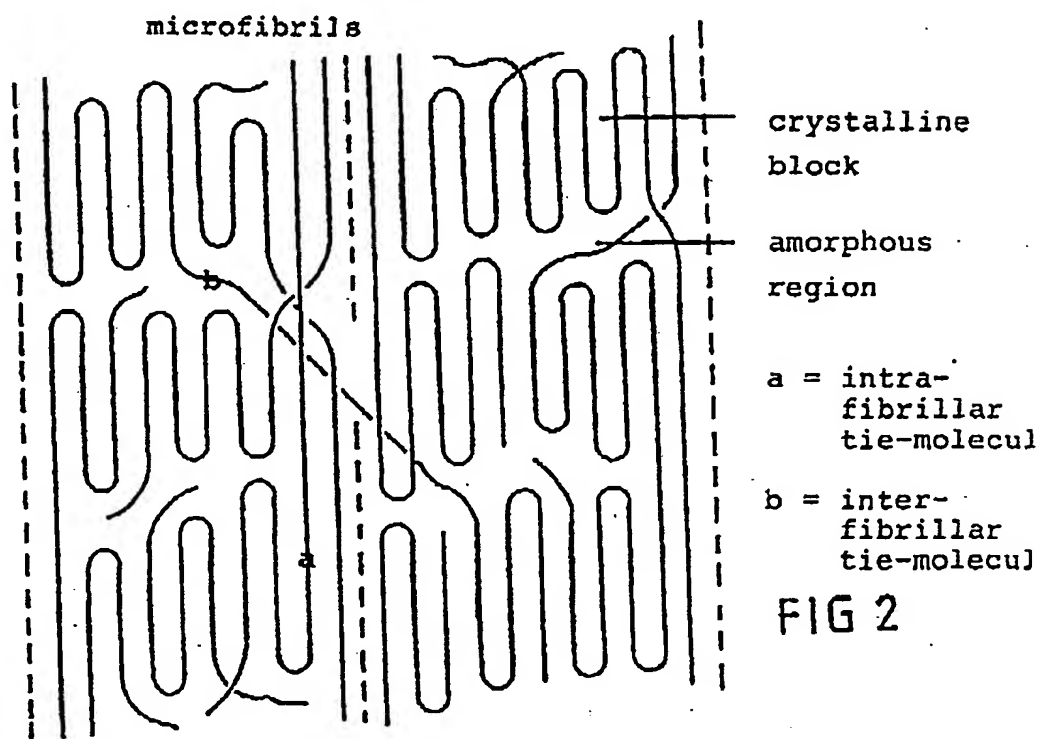 microfibrils
crystalline
block
amorphous
region
b
a = intra-
fibrillar
tie-molecul
a
b = inter-
fibrillar
tie-molecul
FIG 2